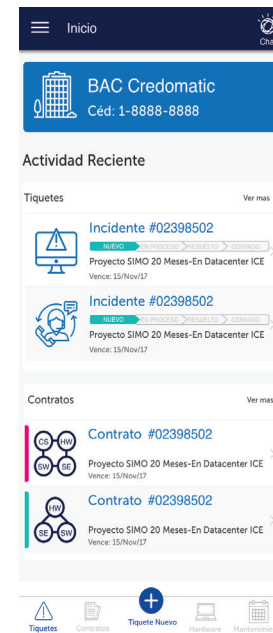 Inicio
BAC Credomatic
Céd: 1-8888-8888
Actividad Reciente
Tiquetes
Ver mas
Incidente #02398502
NUEVO EN PROCESO RESUELTO CERRADO
Proyecto SIMO 20 Meses-En Datacenter ICE
Vence: 15/Nov/17
Incidente #02398502
NUEVO EN PROCESO RESUELTO CERRADO
Proyecto SIMO 20 Meses-En Datacenter ICE
Vence: 15/Nov/17
Contratos
Ver mas
CS HW
SW SE
Contrato #02398502
Proyecto SIMO 20 Meses-En Datacenter ICE
Vence: 15/Nov/17
HW
SE SW
Contrato #02398502
Proyecto SIMO 20 Meses-En Datacenter ICE
Vence: 15/Nov/17
Tiquetes
Contratos
Tiquete Nuevo
Hardware